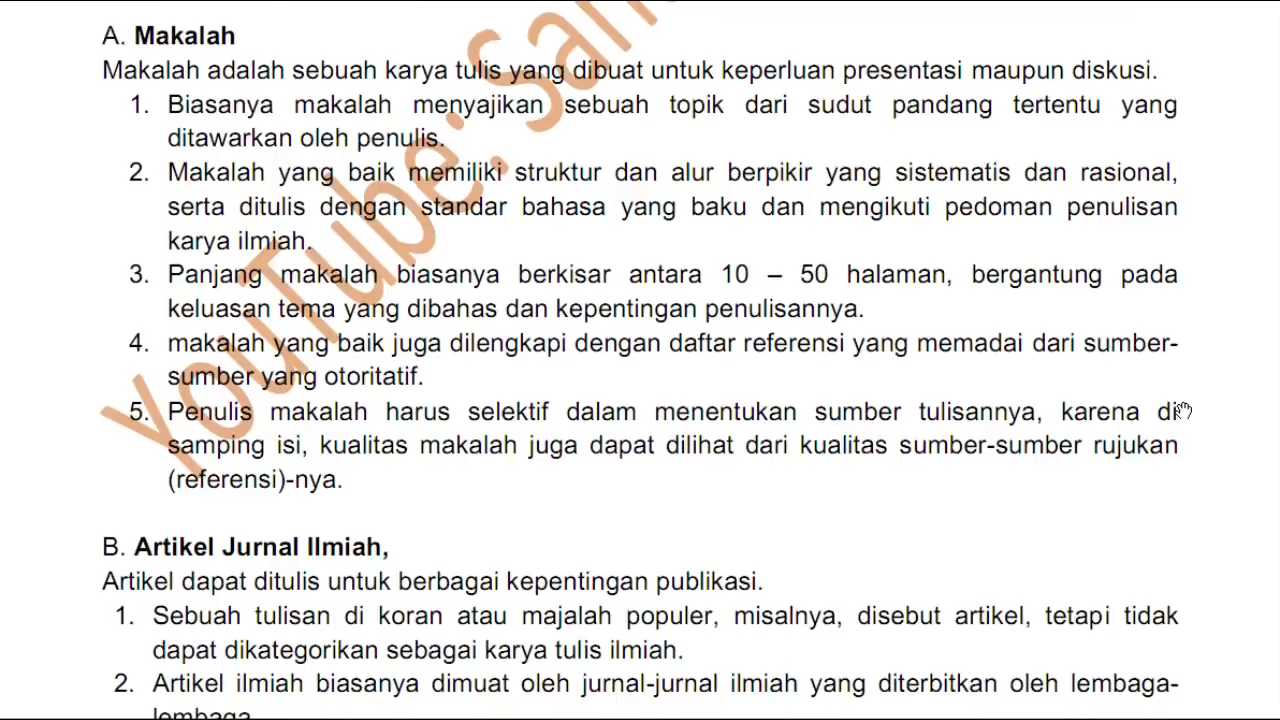 A. Makalah
Makalah adalah sebuah karya tulis yang dibuat untuk keperluan presentasi maupun diskusi.
1. Biasanya makalah menyajikan sebuah topik dari sudut pandang tertentu yang
ditawarkan oleh penulis.
2. Makalah yang baik memiliki struktur dan alur berpikir yang sistematis dan rasional,
serta ditulis dengan standar bahasa yang baku dan mengikuti pedoman penulisan
karya ilmiah.
3. Panjang makalah biasanya berkisar antara 10 – 50 halaman, bergantung pada
keluasan tema yang dibahas dan kepentingan penulisannya.
4. makalah yang baik juga dilengkapi dengan daftar referensi yang memadai dari sumber-
sumber yang otoritatif.
5. Penulis makalah harus selektif dalam menentukan sumber tulisannya, karena di
samping isi, kualitas makalah juga dapat dilihat dari kualitas sumber-sumber rujukan
(referensi)-nya.
B. Artikel Jurnal Ilmiah,
Artikel dapat ditulis untuk berbagai kepentingan publikasi.
1. Sebuah tulisan di koran atau majalah populer, misalnya, disebut artikel, tetapi tidak
dapat dikategorikan sebagai karya tulis ilmiah.
2. Artikel ilmiah biasanya dimuat oleh jurnal-jurnal ilmiah yang diterbitkan oleh lembaga-
lembaga
YouTube: San